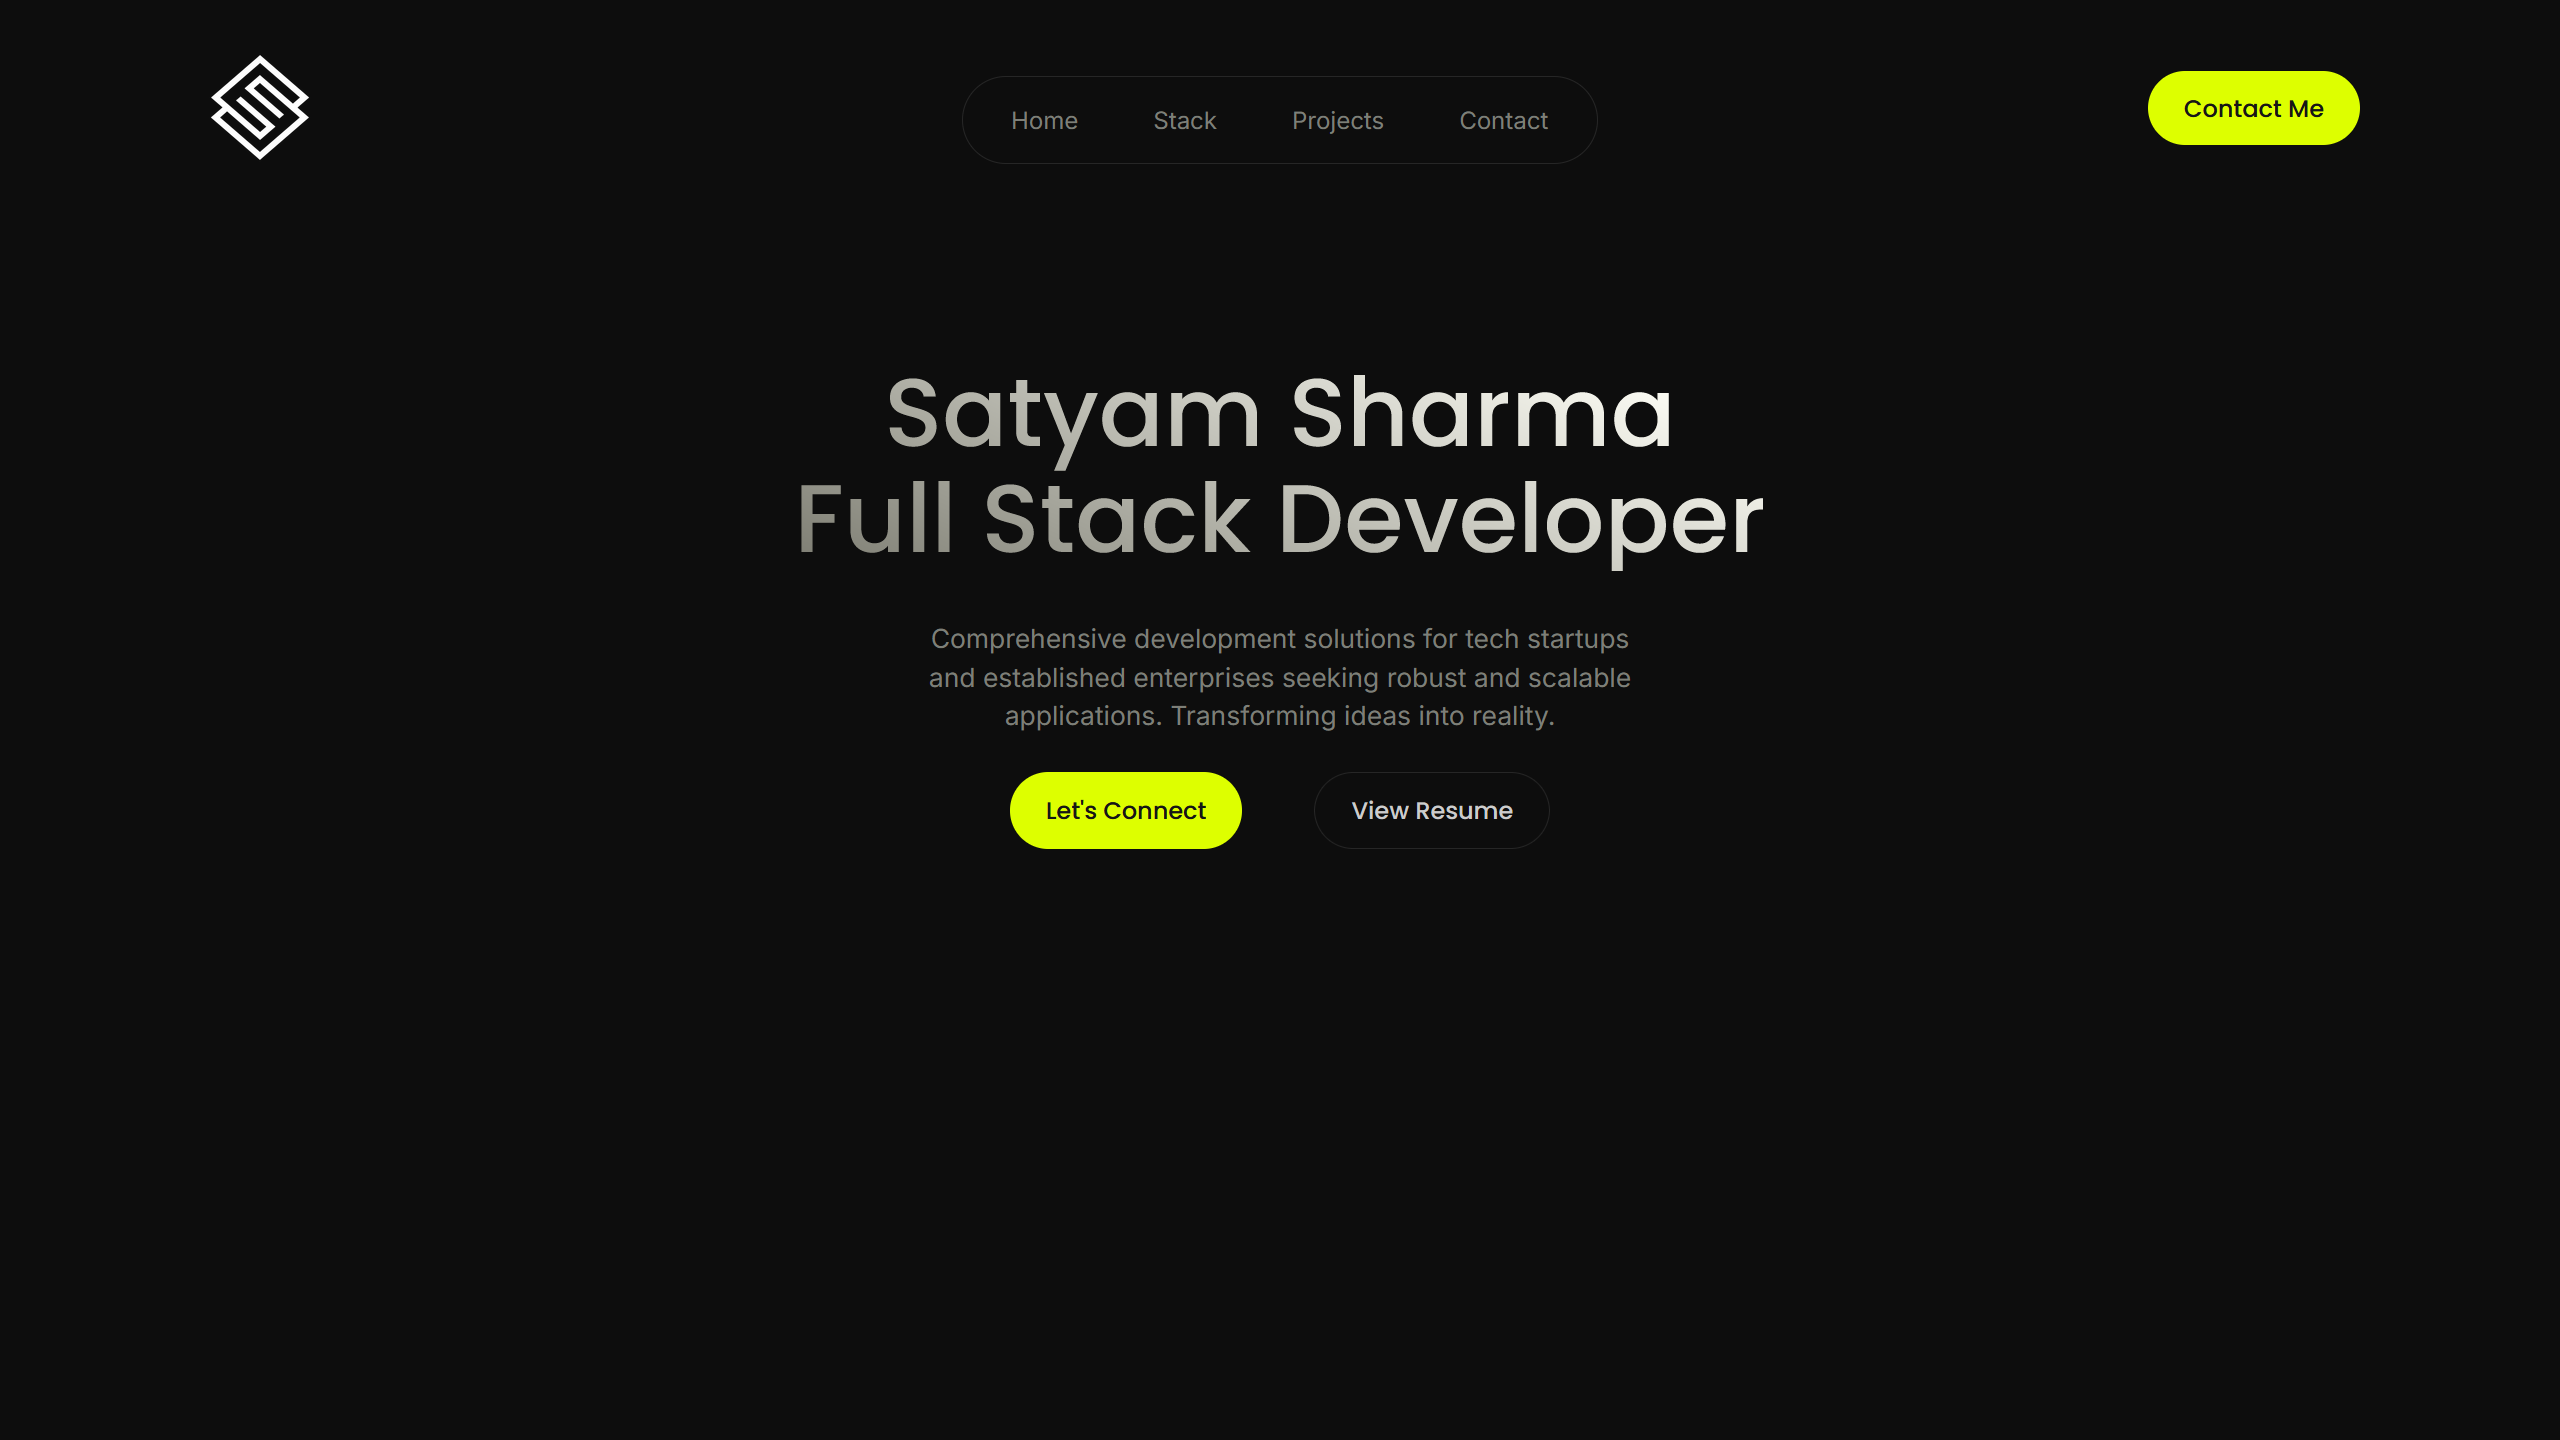 Home
Stack
Projects
Contact
Contact Me
Satyam Sharma
Full Stack Developer
Comprehensive development solutions for tech startups
and established enterprises seeking robust and scalable
applications. Transforming ideas into reality.
Let's Connect
View Resume